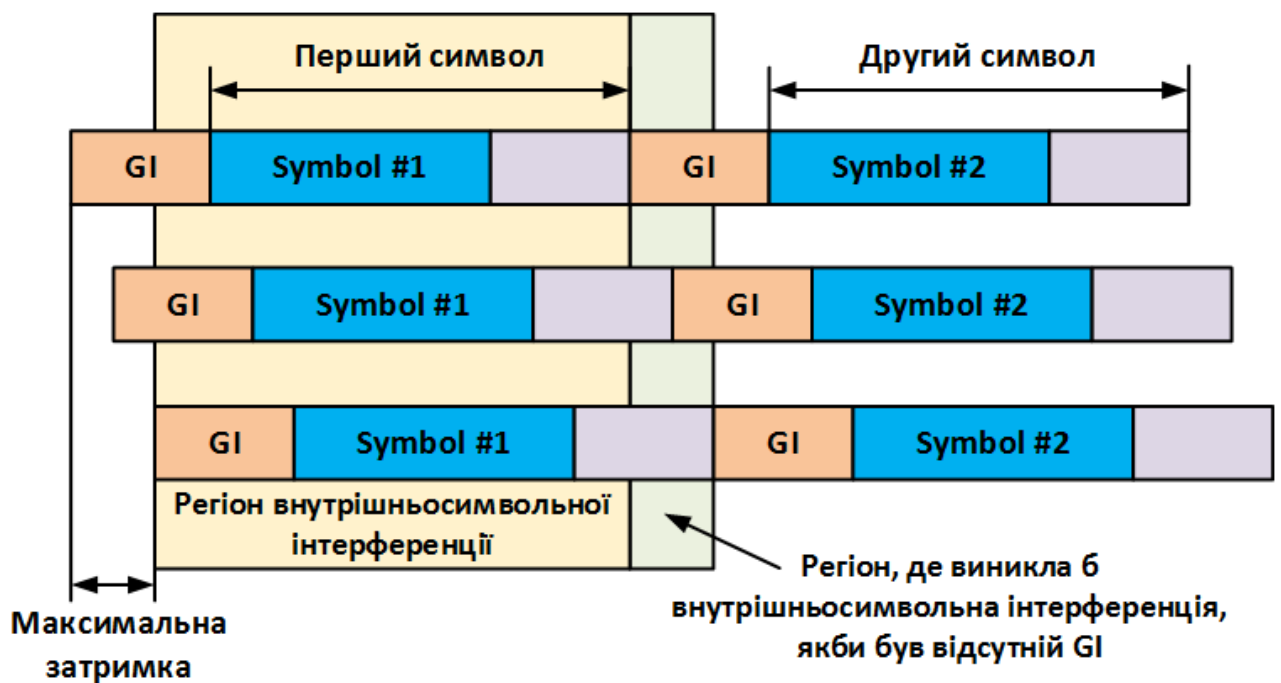 Перший символ
Другий символ
GI Symbol #1 GI Symbol #2
GI Symbol #1 GI Symbol #2
GI Symbol #1 GI Symbol #2
Регіон внутрішньосимвольної
інтерференції
Регіон, де виникла б
внутрішньосимвольна інтерференція,
якби був відсутній GI
Максимальна
затримка